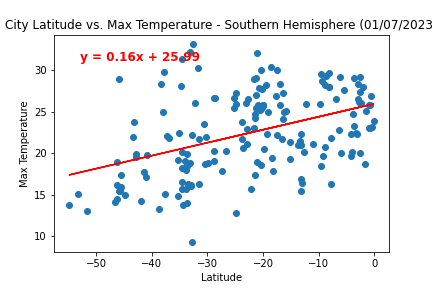 City Latitude vs. Max Temperature - Southern Hemisphere (01/07/2023
y = 0.16x + 25.99
30
25
20
15
10
Max Temperature
−50
−40
−30
−20
−10
0
Latitude